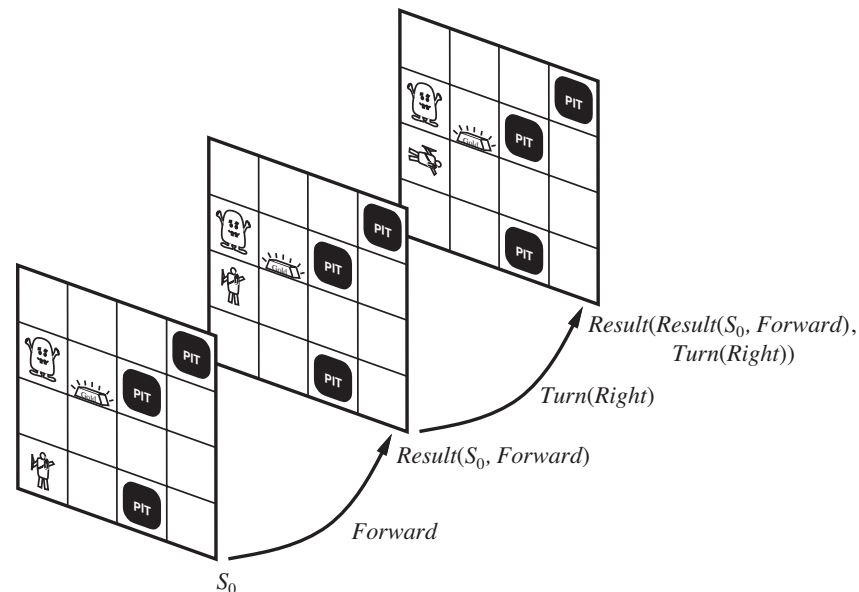 PIT
PIT
Gold
PIT
PIT
PIT
Gold
PIT
PIT
PIT
Gold
PIT
Result(Result(S₀, Forward),
Turn(Right))
Turn(Right)
Result(S₀, Forward)
Forward
S₀